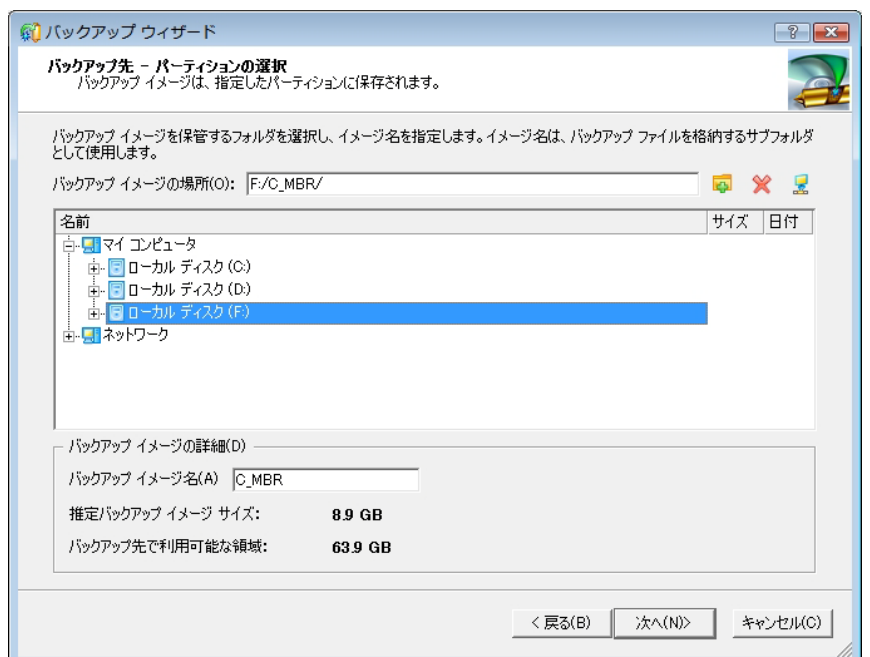 バックアップ ウィザード
バックアップ先 - パーティションの選択
バックアップ イメージは、指定したパーティションに保存されます。
バックアップ イメージを保管するフォルダを選択し、イメージ名を指定します。イメージ名は、バックアップ ファイルを格納するサブフォルダ
として使用します。
バックアップ イメージの場所(O): F:/C_MBR/
名前 サイズ 日付
マイ コンピュータ
ローカル ディスク (C:)
ローカル ディスク (D:)
ローカル ディスク (F:)
ネットワーク
バックアップ イメージの詳細(D)
バックアップ イメージ名(A) C_MBR
推定バックアップ イメージ サイズ: 8.9 GB
バックアップ先で利用可能な領域: 63.9 GB
< 戻る(B) 次へ(N)> キャンセル(C)